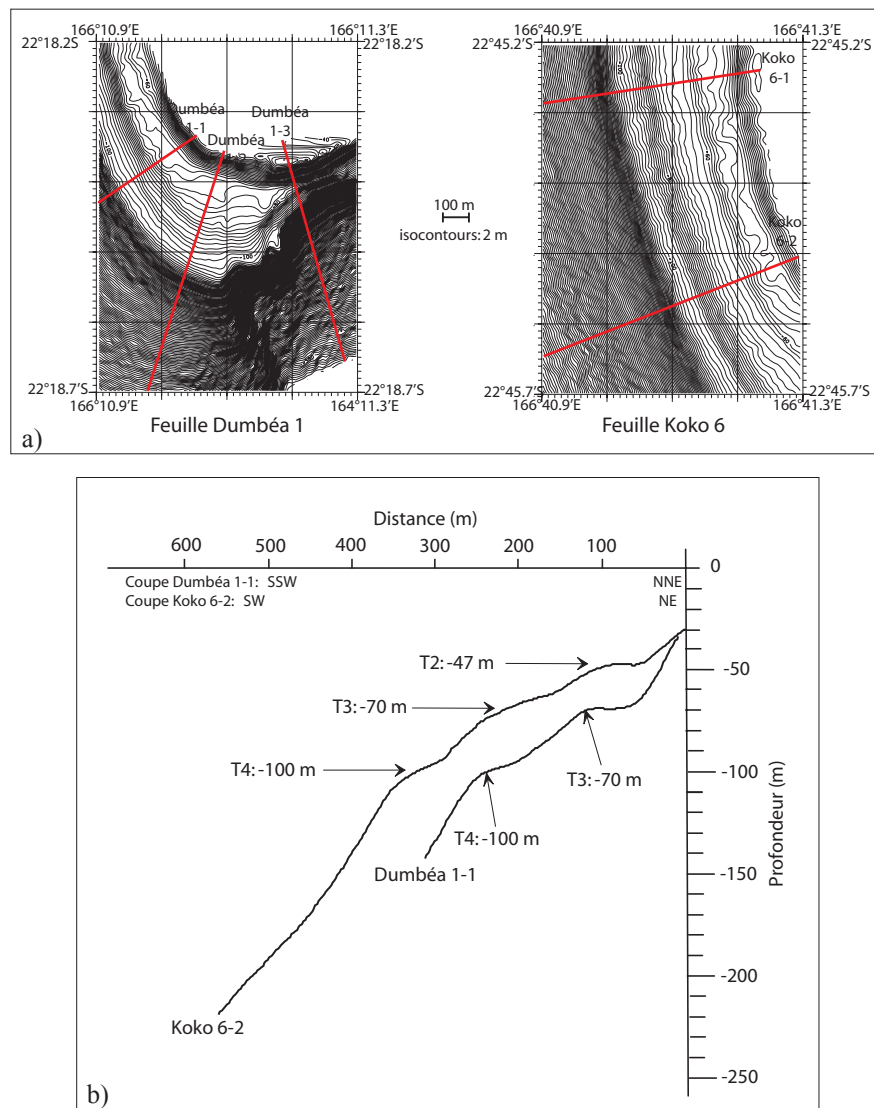 166°10.9'E 166°11.3'E
22°18.2S 22°18.2'S
Dumbéa
1-1
Dumbéa
Dumbéa
1-3
-40
-100
22°18.7'S 22°18.7'S
166°10.9'E 164°11.3'E
Feuille Dumbéa 1
100 m
isocontours: 2 m
166°40.9'E 166°41.3'E
22°45.2'S 22°45.2'S
Koko
6-1
Koko
6-2
22°45.7'S 22°45.7'S
166°40.9'E 166°41.3'E
Feuille Koko 6
a)
Distance (m)
600 500 400 300 200 100
0
Coupe Dumbéa 1-1: SSW NNE
Coupe Koko 6-2: SW NE
T2: -47 m
-50
T3: -70 m
T4: -100 m
-100
T3: -70 m
T4: -100 m
Dumbéa 1-1
-150
Profondeur (m)
-200
Koko 6-2
-250
b)